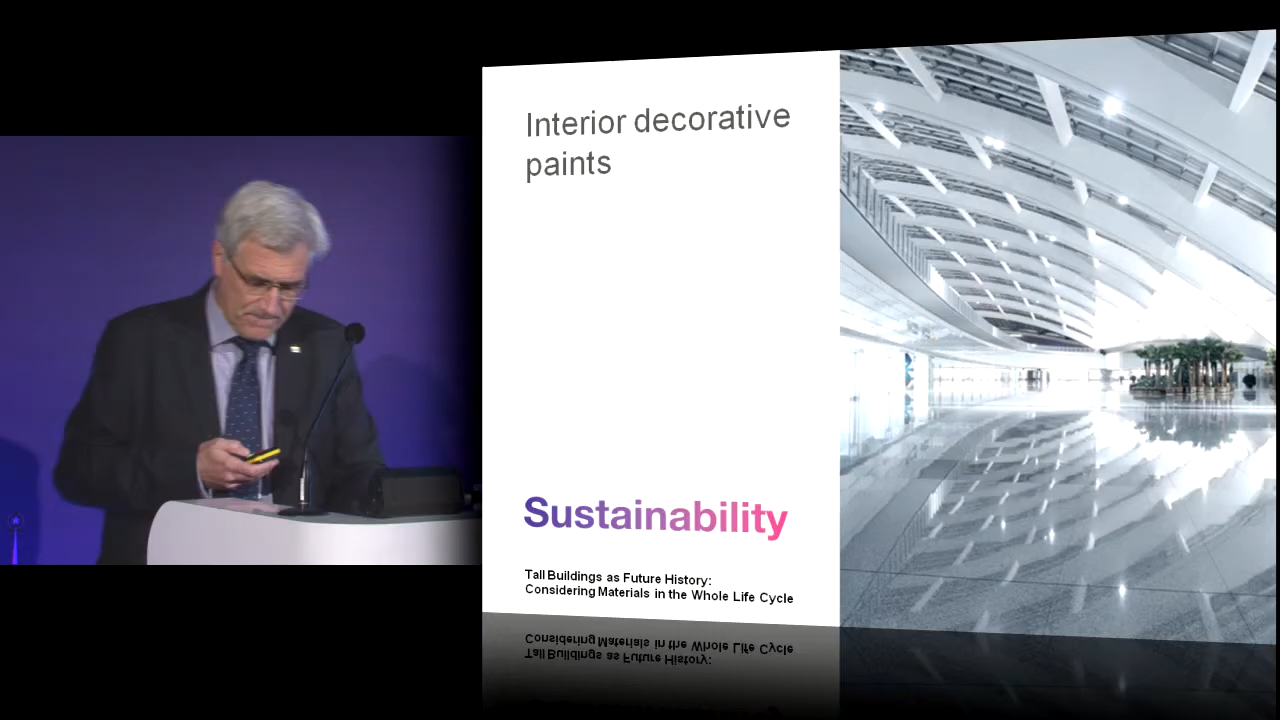 Interior decorative
paints
Sustainability
Tall Buildings as Future History:
Considering Materials in the Whole Life Cycle